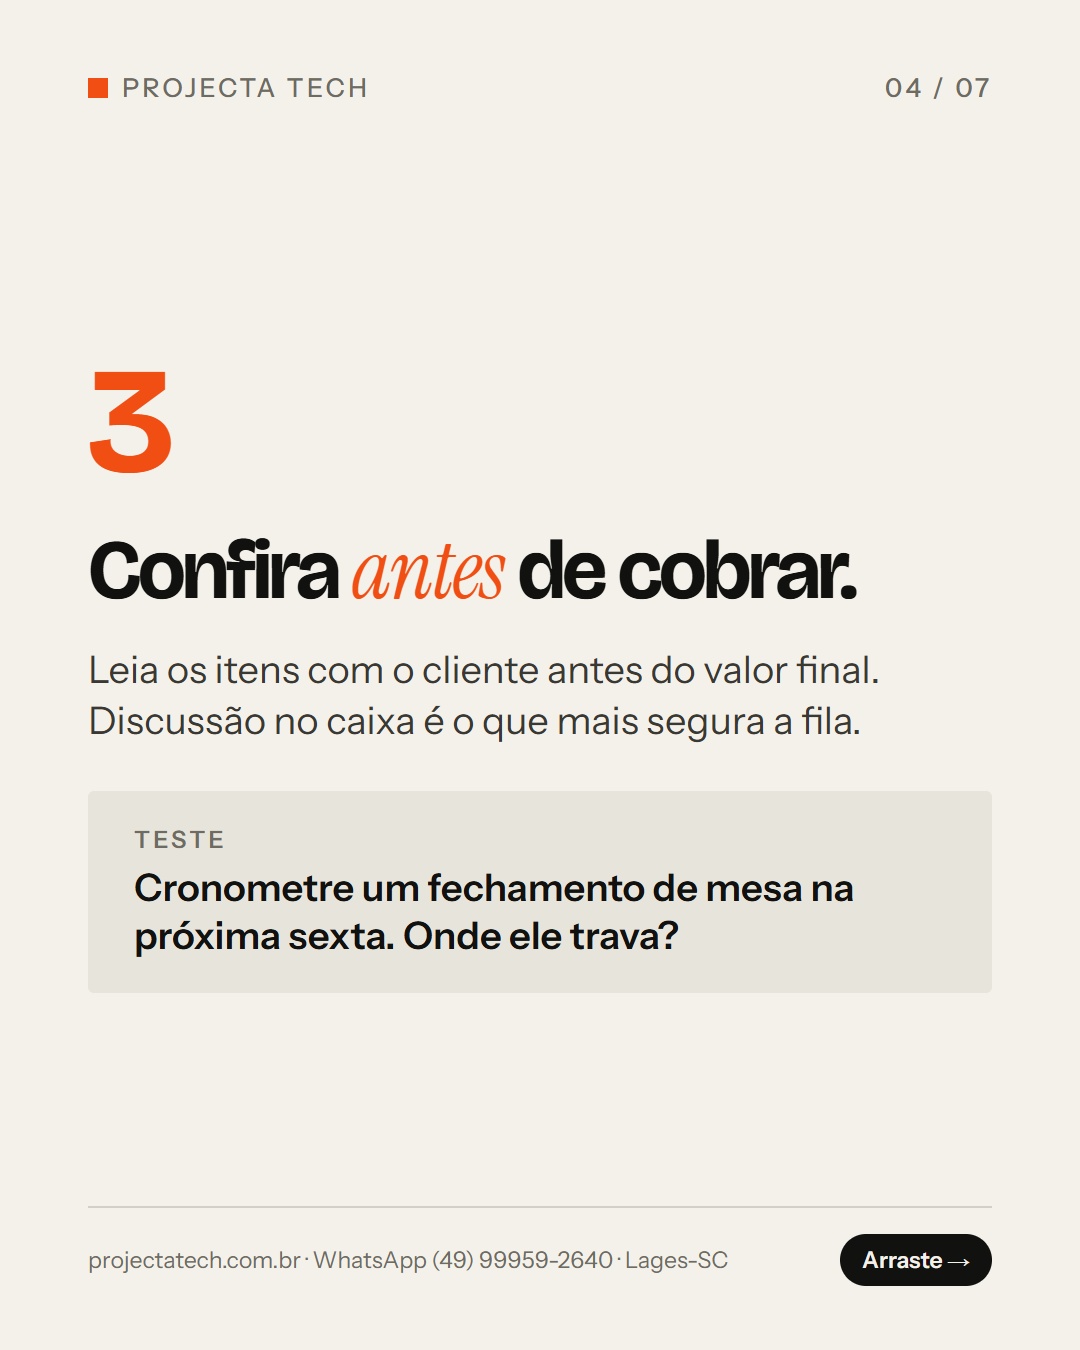 PROJECTA TECH
04 / 07
3
Confira antes de cobrar.
Leia os itens com o cliente antes do valor final.
Discussão no caixa é o que mais segura a fila.
TESTE
Cronometre um fechamento de mesa na
próxima sexta. Onde ele trava?
projectatech.com.br · WhatsApp (49) 99959-2640 · Lages-SC
Arraste →